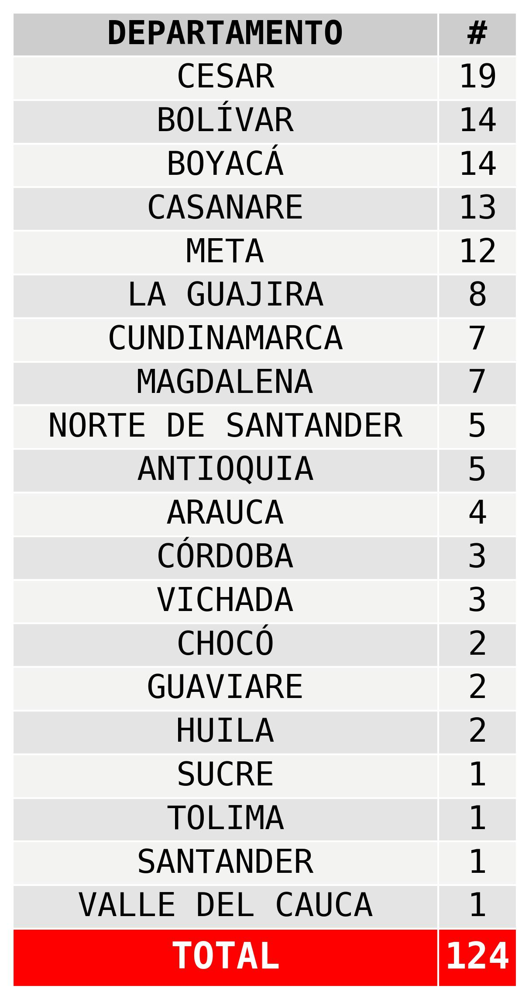 DEPARTAMENTO #
CESAR 19
BOLÍVAR 14
BOYACÁ 14
CASANARE 13
META 12
LA GUAJIRA 8
CUNDINAMARCA 7
MAGDALENA 7
NORTE DE SANTANDER 5
ANTIOQUIA 5
ARAUCA 4
CÓRDOBA 3
VICHADA 3
CHOCÓ 2
GUAVIARE 2
HUILA 2
SUCRE 1
TOLIMA 1
SANTANDER 1
VALLE DEL CAUCA 1
TOTAL 124